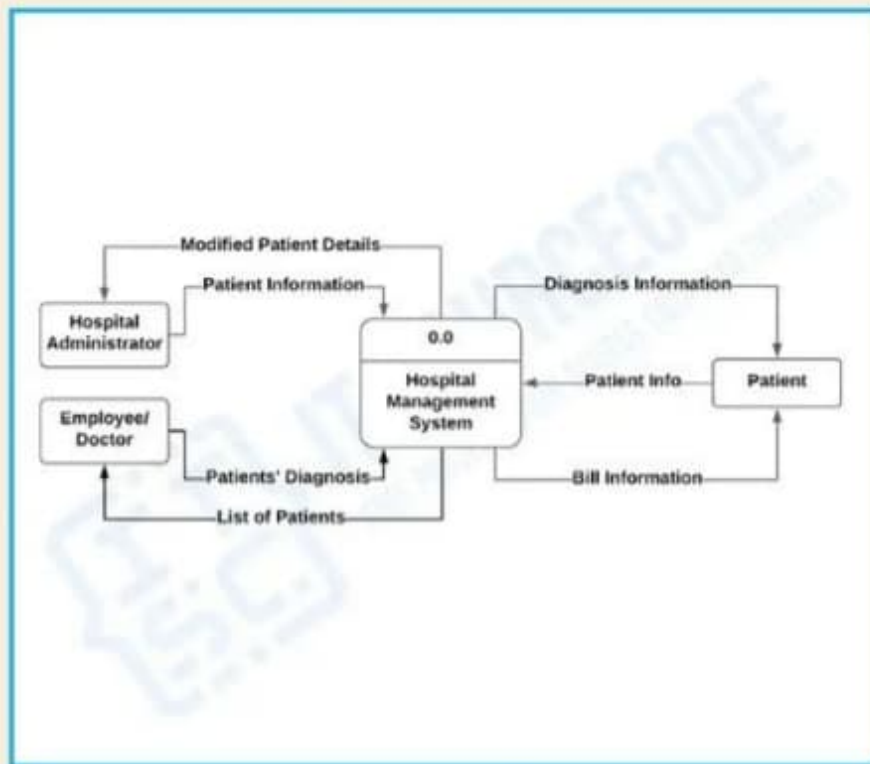 Modified Patient Details
Patient Information
Diagnosis Information
Hospital
Administrator
0.0
Hospital
Management
System
Patient Info
Patient
Employee/
Doctor
Patients' Diagnosis
Bill Information
List of Patients